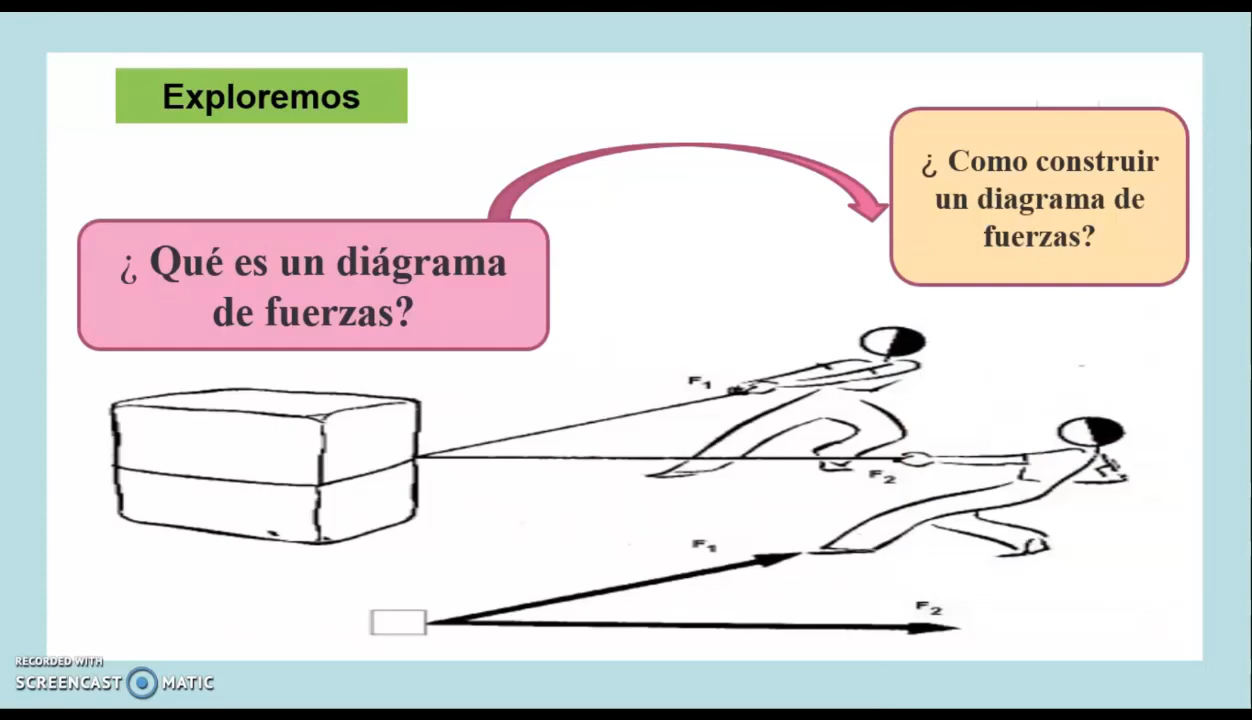 Exploremos
¿ Como construir
un diagrama de
fuerzas?
¿ Qué es un diágrama
de fuerzas?
F1
F2
F1
F2
RECORDED WITH
SCREENCAST MATIC